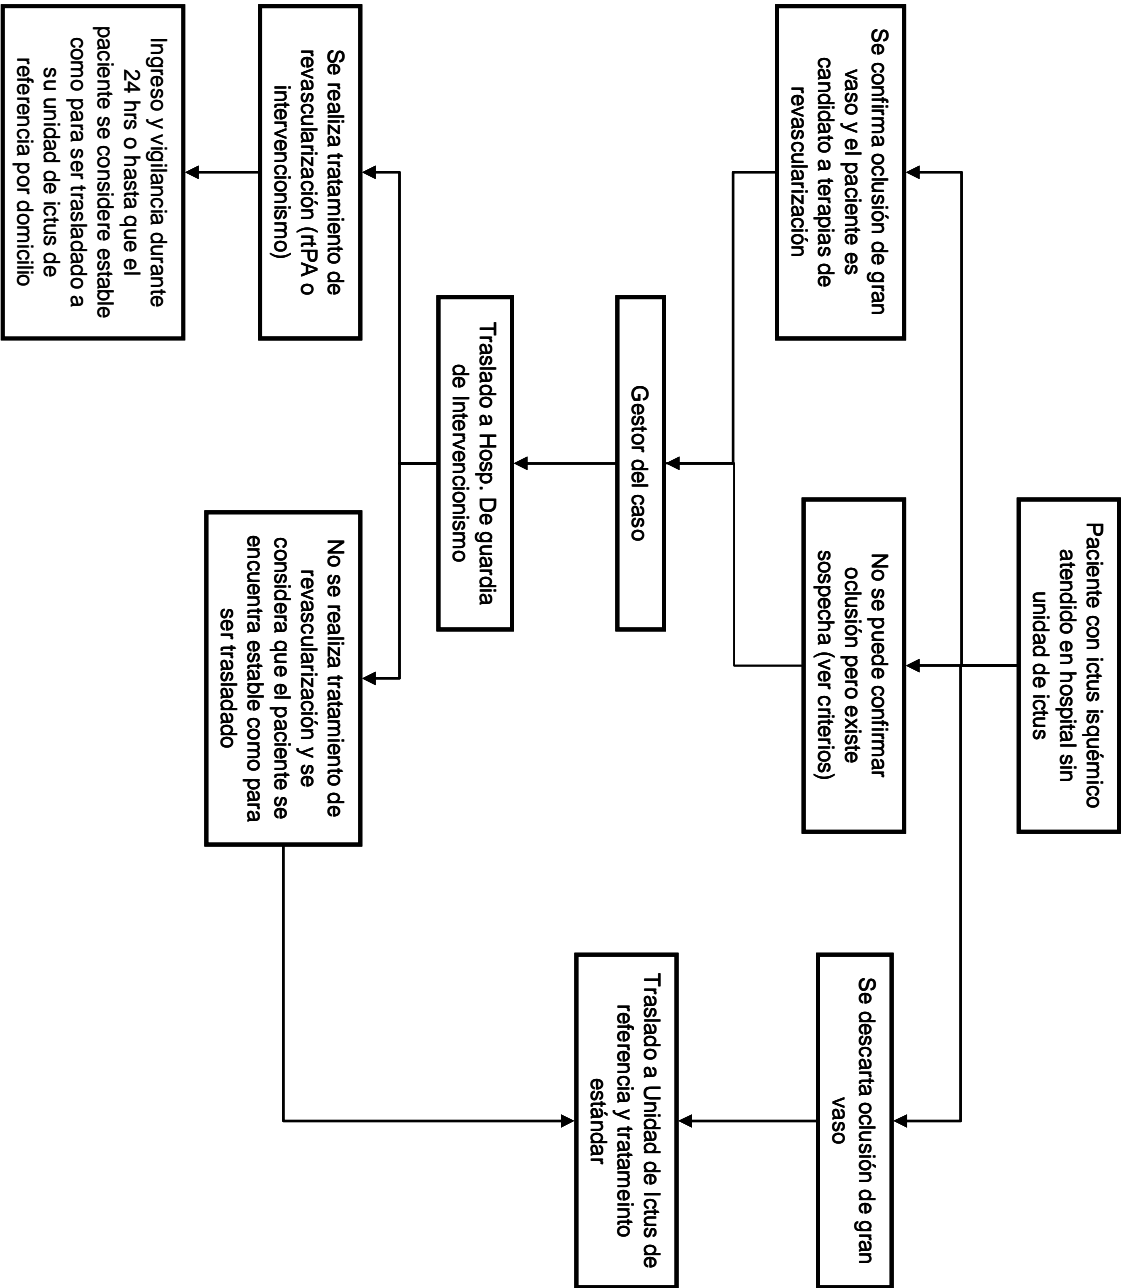 Paciente con ictus isquémico
atendido en hospital sin
unidad de ictus
Se confirma oclusión de gran
vaso y el paciente es
candidato a terapias de
revascularización
No se puede confirmar
oclusión pero existe
sospecha (ver criterios)
Se descarta oclusión de gran
vaso
Gestor del caso
Traslado a Hosp. De guardia
de Intervencionismo
Traslado a Unidad de Ictus de
referencia y tratameinto
estándar
Se realiza tratamiento de
revascularización (rtPA o
intervencionismo)
No se realiza tratamiento de
revascularización y se
considera que el paciente se
encuentra estable como para
ser trasladado
Ingreso y vigilancia durante
24 hrs o hasta que el
paciente se considere estable
como para ser trasladado a
su unidad de ictus de
referencia por domicilio